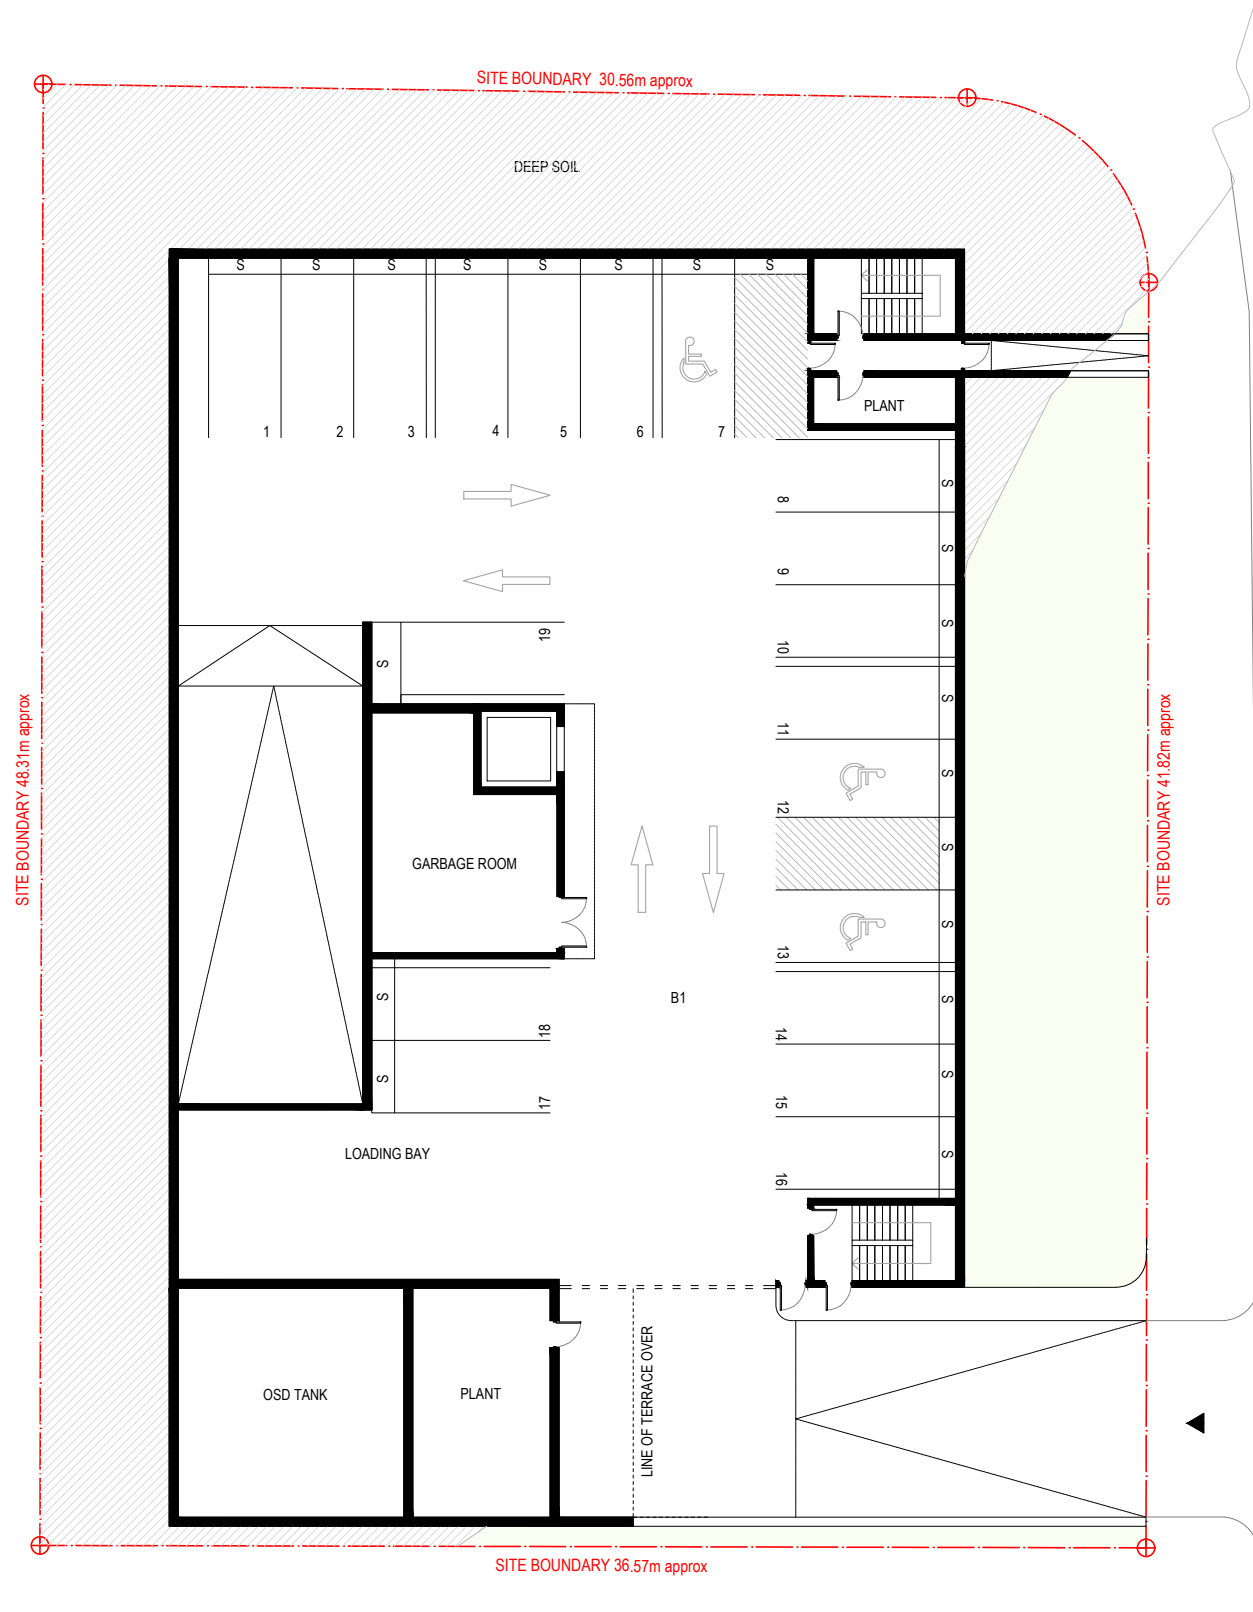 SITE BOUNDARY 30.56m approx
DEEP SOIL
S S S S S S S S
PLANT
1 2 3 4 5 6 7
S
8
S
9
S
19
10
S
S
11
SITE BOUNDARY 48.31m approx
SITE BOUNDARY 41.82m approx
S
12
GARBAGE ROOM
S
S
13
S
B1
S
18
14
S
S
17
15
LOADING BAY
S
16
LINE OF TERRACE OVER
OSD TANK
PLANT
SITE BOUNDARY 36.57m approx